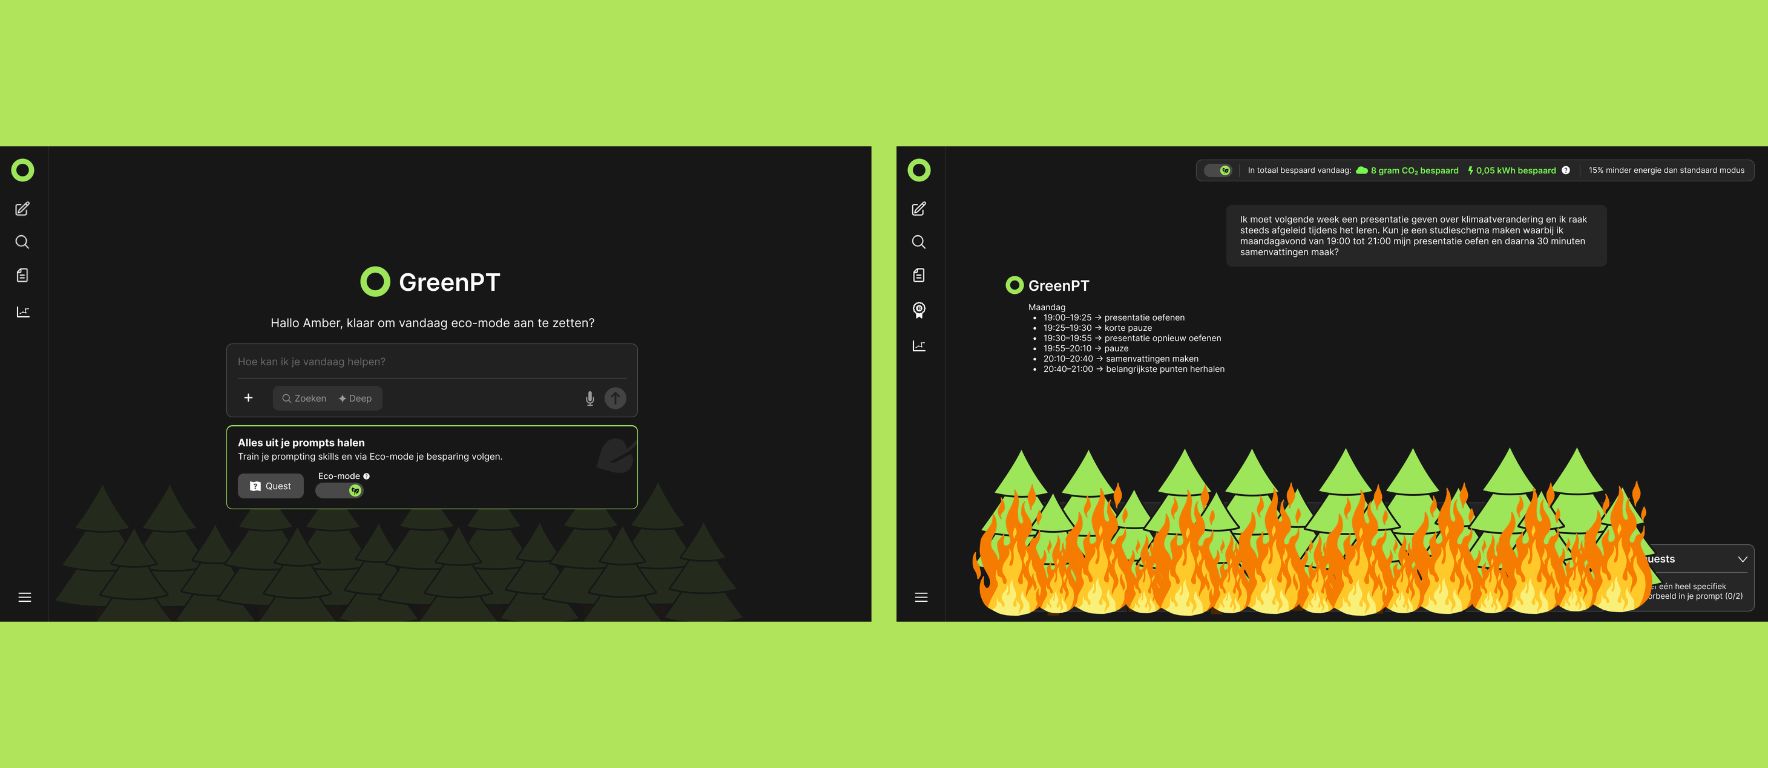 GreenPT
Hallo Amber, klaar om vandaag eco-mode aan te zetten?
Hoe kan ik je vandaag helpen?
Zoeken Deep
Alles uit je prompts halen
Train je prompting skills en via Eco-mode je besparing volgen.
Eco-mode
Quest
In totaal bespaard vandaag: 8 gram CO₂ bespaard 0,05 kWh bespaard 15% minder energie dan standaard modus
Ik moet volgende week een presentatie geven over klimaatverandering en ik raak
steeds afgeleid tijdens het leren. Kun je een studieschema maken waarbij ik
maandagavond van 19:00 tot 21:00 mijn presentatie oefen en daarna 30 minuten
samenvattingen maak?
GreenPT
Maandag
• 19:00–19:25 → presentatie oefenen
• 19:25–19:30 → korte pauze
• 19:30–19:55 → presentatie opnieuw oefenen
• 19:55–20:10 → pauze
• 20:10–20:40 → samenvattingen maken
• 20:40–21:00 → belangrijkste punten herhalen
uests
één heel specifiek
orbeeld in je prompt (0/2)